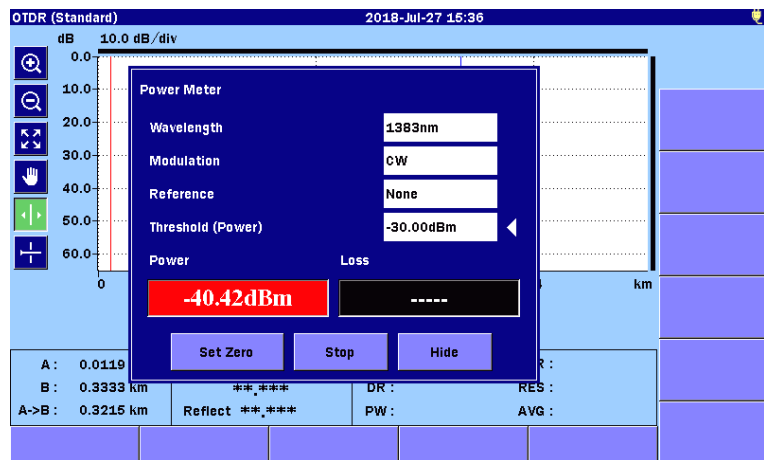 OTDR (Standard) 2018-Jul-27 15:36
dB 10.0 dB/div
0.0
10.0
20.0
30.0
40.0
50.0
60.0
0 km
Power Meter
Wavelength 1383nm
Modulation CW
Reference None
Threshold (Power) -30.00dBm
Power Loss
-40.42dBm -----
Set Zero Stop Hide
A: 0.0119 R:
B: 0.3333 km **.*** DR: RES:
A->B: 0.3215 km Reflect **.*** PW: AVG: